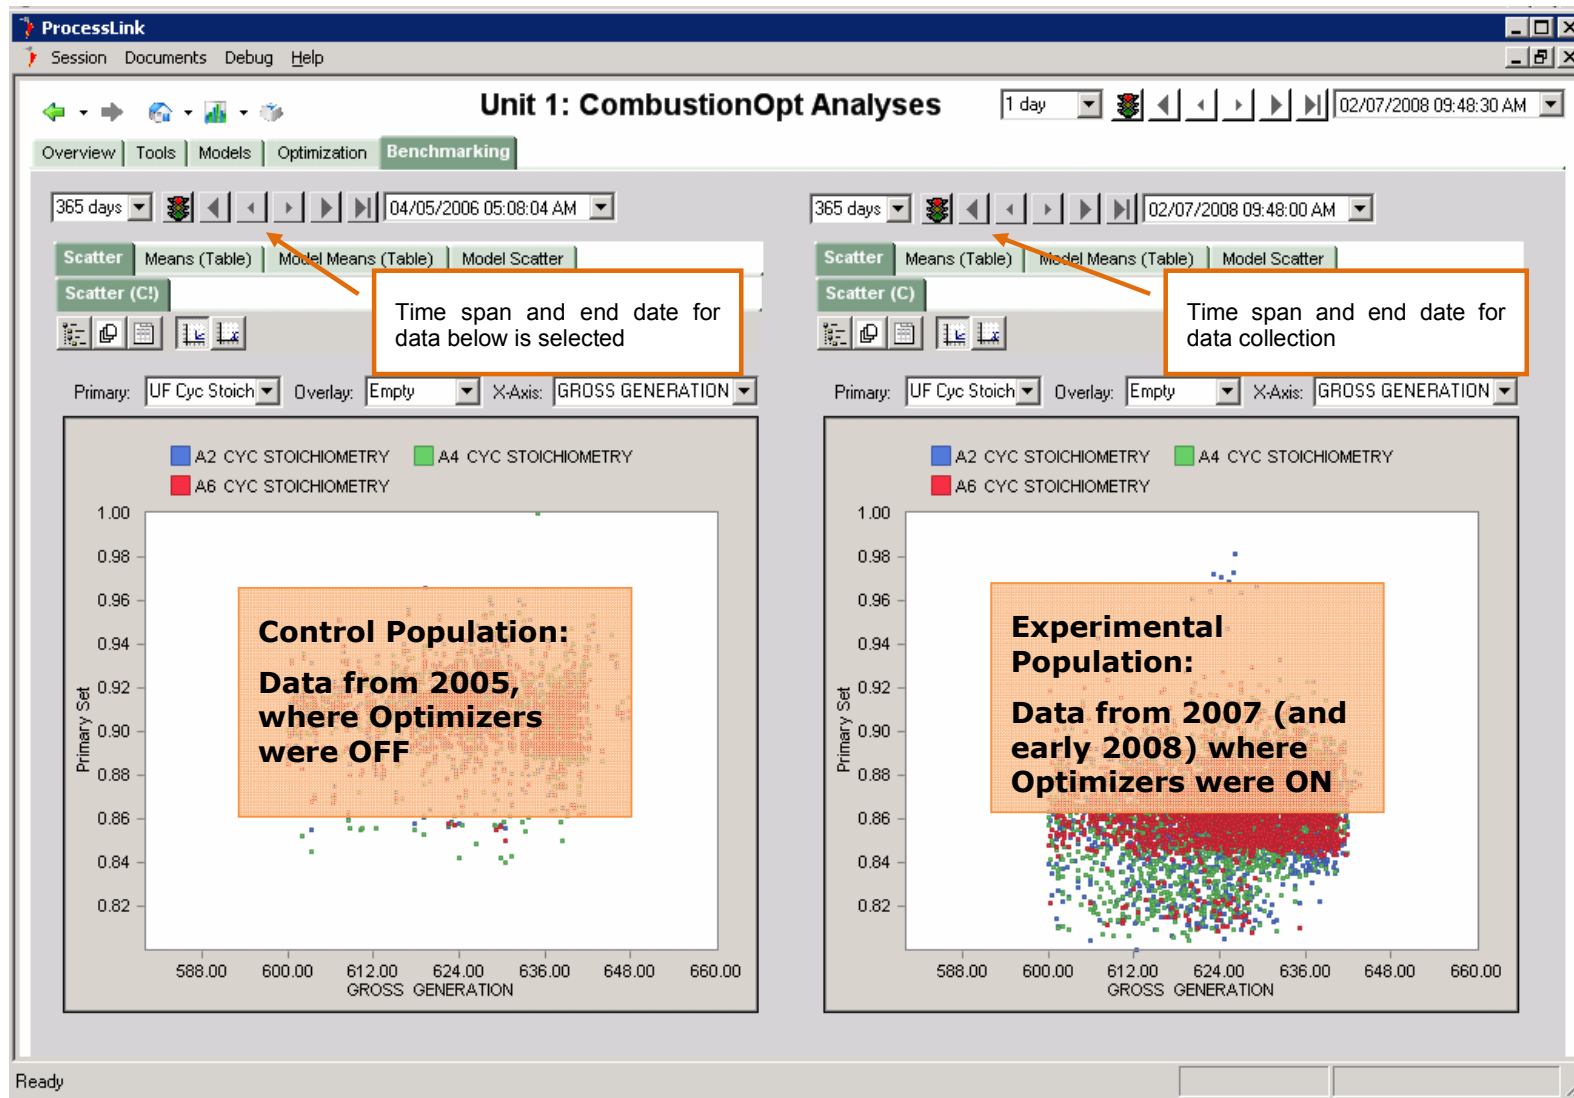 ProcessLink
Session Documents Debug Help
Unit 1: CombustionOpt Analyses
1 day
02/07/2008 09:48:30 AM
Overview Tools Models Optimization Benchmarking
365 days
04/05/2006 05:08:04 AM
Scatter Means (Table) Model Means (Table) Model Scatter
Scatter (C!)
Time span and end date for
data below is selected
Primary: UF Cyc Stoich Overlay: Empty X-Axis: GROSS GENERATION
A2 CYC STOICHIOMETRY A4 CYC STOICHIOMETRY
A6 CYC STOICHIOMETRY
1.00
0.98
0.96
0.94
0.92
0.90
0.88
0.86
0.84
0.82
Primary Set
Control Population:
Data from 2005,
where Optimizers
were OFF
588.00 600.00 612.00 624.00 636.00 648.00 660.00
GROSS GENERATION
365 days
02/07/2008 09:48:00 AM
Scatter Means (Table) Model Means (Table) Model Scatter
Scatter (C)
Time span and end date for
data collection
Primary: UF Cyc Stoich Overlay: Empty X-Axis: GROSS GENERATION
A2 CYC STOICHIOMETRY A4 CYC STOICHIOMETRY
A6 CYC STOICHIOMETRY
1.00
0.98
0.96
0.94
0.92
0.90
0.88
0.86
0.84
0.82
Primary Set
Experimental
Population:
Data from 2007 (and
early 2008) where
Optimizers were ON
588.00 600.00 612.00 624.00 636.00 648.00 660.00
GROSS GENERATION
Ready